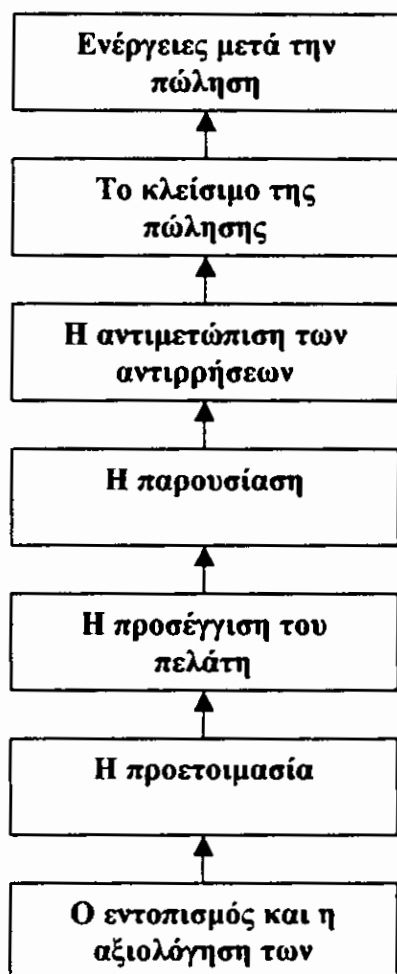 Ενέργειες μετά την
πώληση
Το κλείσιμο της
πώλησης
Η αντιμετώπιση των
αντιρρήσεων
Η παρουσίαση
Η προσέγγιση του
πελάτη
Η προετοιμασία
Ο εντοπισμός και η
αξιολόγηση των